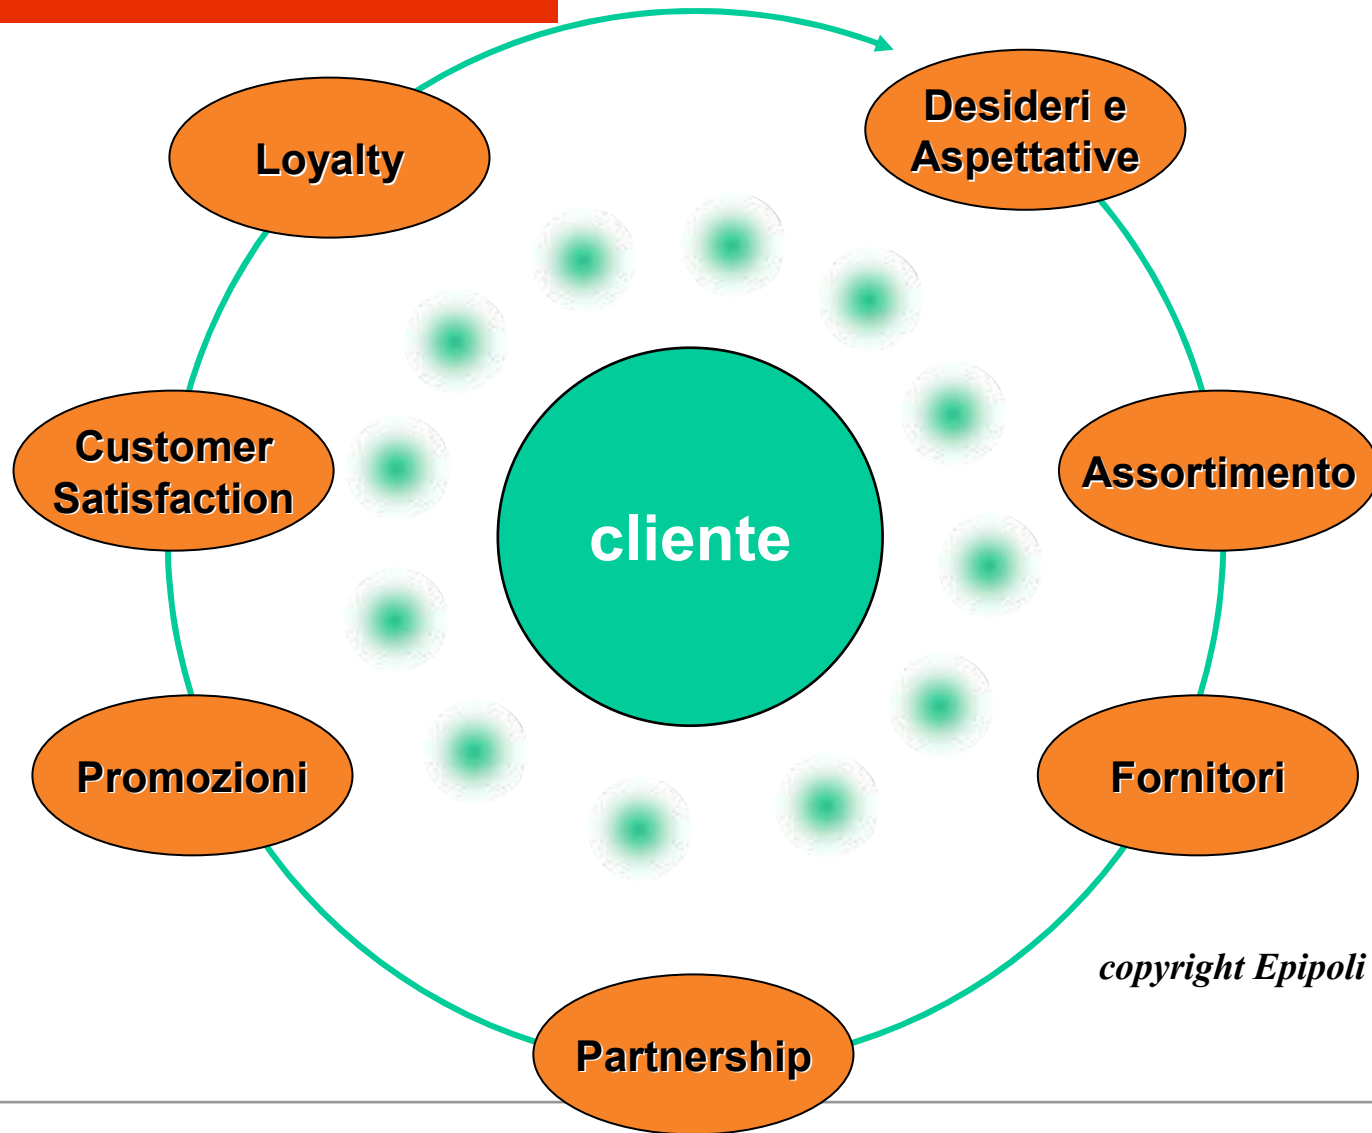 Desideri e
Aspettative
Loyalty
Customer
Satisfaction
Assortimento
cliente
Promozioni
Fornitori
copyright Epipoli
Partnership